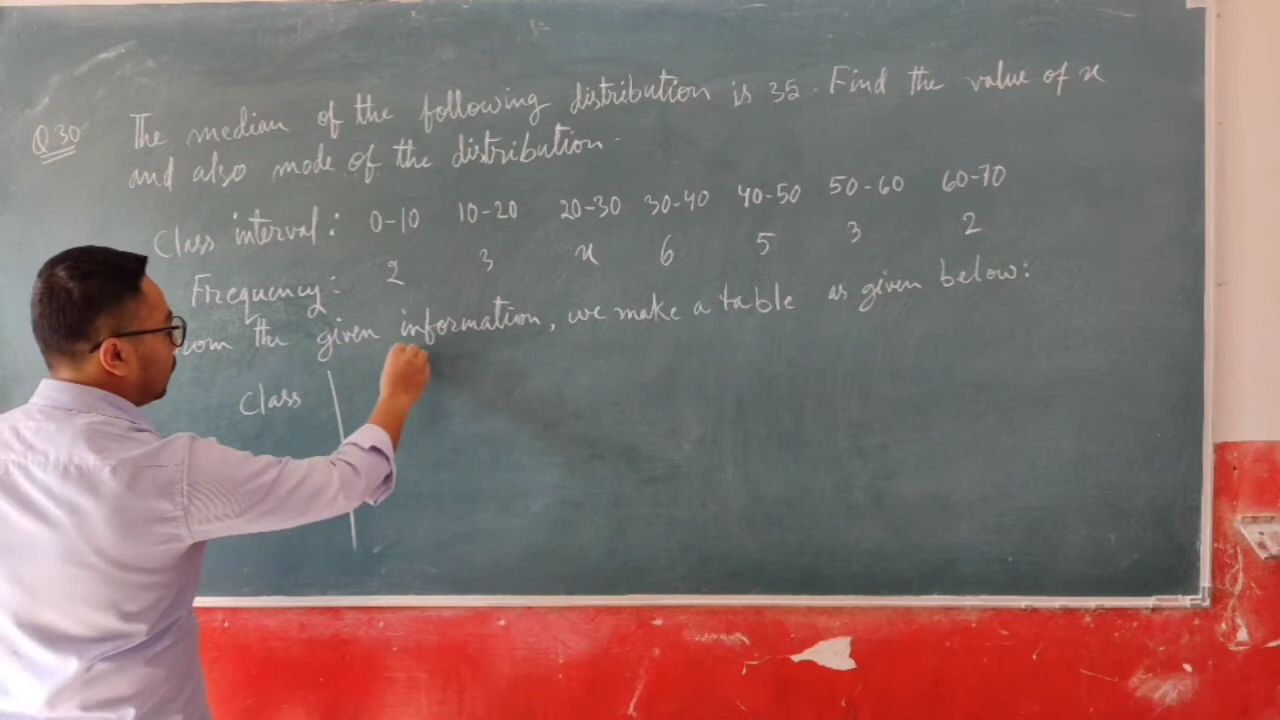 Q30 The median of the following distribution is 35. Find the value of x
and also mode of the distribution.
Class interval: 0-10 10-20 20-30 30-40 40-50 50-60 60-70
Frequency: 2 3 x 6 5 3 2
rom the given information, we make a table as given below:
Class